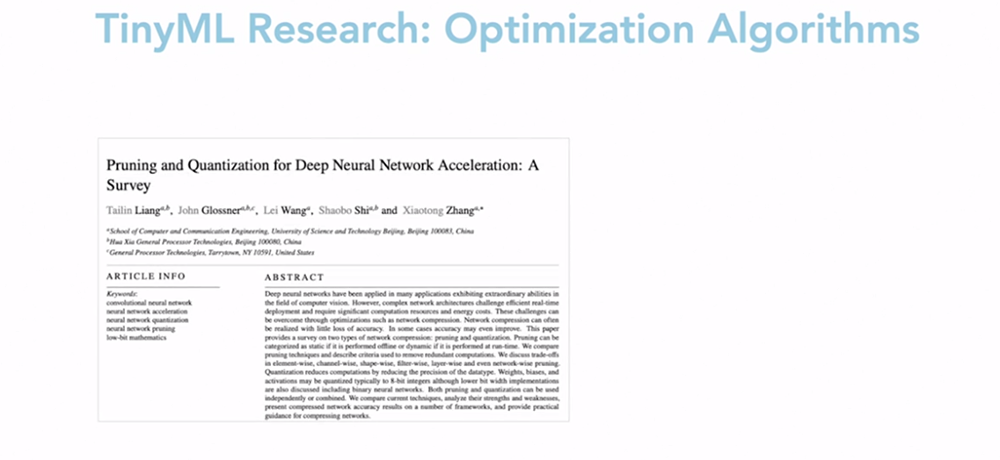 TinyML Research: Optimization Algorithms
Pruning and Quantization for Deep Neural Network Acceleration: A
Survey
Tailin Liang^a,b, John Glossner^a,b,c, Lei Wang^a, Shaobo Shi^a,b and Xiaotong Zhang^a,*
^aSchool of Computer and Communication Engineering, University of Science and Technology Beijing, Beijing 100083, China
^bHua Xia General Processor Technologies, Beijing 100080, China
^cGeneral Processor Technologies, Tarrytown, NY 10591, United States
ARTICLE INFO
Keywords:
convolutional neural network
neural network acceleration
neural network quantization
neural network pruning
low-bit mathematics
ABSTRACT
Deep neural networks have been applied in many applications exhibiting extraordinary abilities in
the field of computer vision. However, complex network architectures challenge efficient real-time
deployment and require significant computation resources and energy costs. These challenges can
be overcome through optimizations such as network compression. Network compression can often
be realized with little loss of accuracy. In some cases accuracy may even improve. This paper
provides a survey on two types of network compression: pruning and quantization. Pruning can be
categorized as static if it is performed offline or dynamic if it is performed at run-time. We compare
pruning techniques and describe criteria used to remove redundant computations. We discuss trade-offs
in element-wise, channel-wise, shape-wise, filter-wise, layer-wise and even network-wise pruning.
Quantization reduces computations by reducing the precision of the datatype. Weights, biases, and
activations may be quantized typically to 8-bit integers although lower bit width implementations
are also discussed including binary neural networks. Both pruning and quantization can be used
independently or combined. We compare current techniques, analyze their strengths and weaknesses,
present compressed network accuracy results on a number of frameworks, and provide practical
guidance for compressing networks.